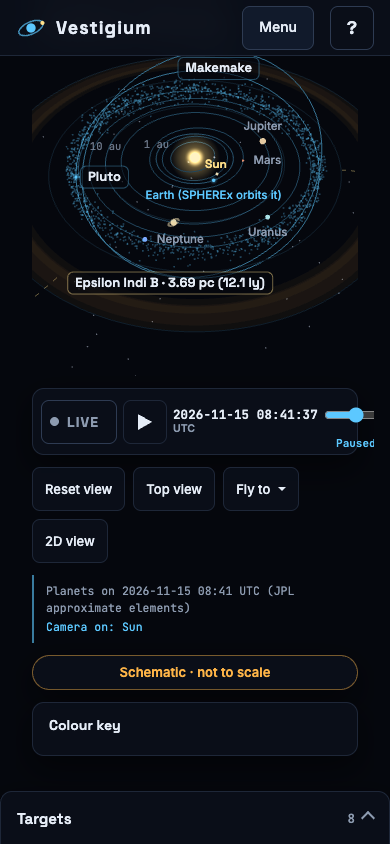 Vestigium
Menu
?
Makemake
Jupiter
10 au
1 au
Sun
Mars
Pluto
Earth (SPHEREx orbits it)
Uranus
Neptune
Epsilon Indi B · 3.69 pc (12.1 ly)
LIVE
2026-11-15 08:41:37
UTC
Paused
Reset view
Top view
Fly to
2D view
Planets on 2026-11-15 08:41 UTC (JPL
approximate elements)
Camera on: Sun
Schematic · not to scale
Colour key
Targets
8